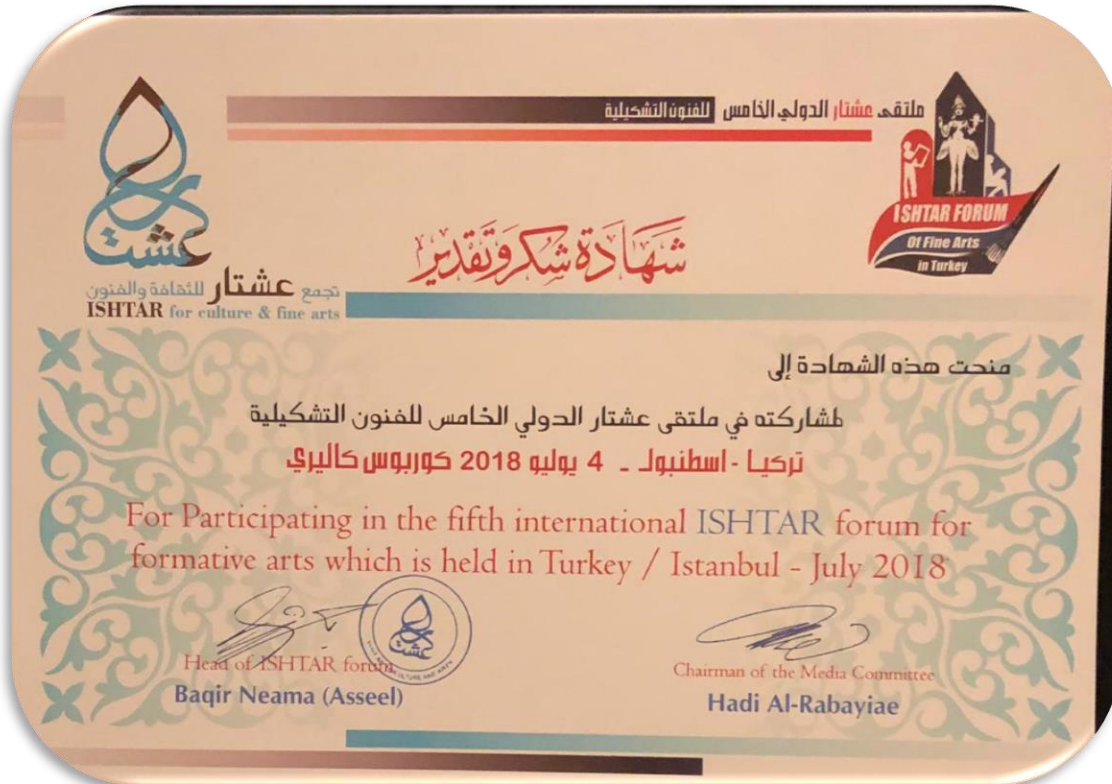 ملتقى عشتار الدولي الخامس للفنون التشكيلية
عشتار
تجمع عشتار للثقافة والفنون
ISHTAR for culture & fine arts
ISHTAR FORUM
Of Fine Arts
in Turkey
شهادة شكر وتقدير
منحت هذه الشهادة إلى
لمشاركته في ملتقى عشتار الدولي الخامس للفنون التشكيلية
تركيا - اسطنبول - 4 يوليو 2018 كوربوس كاليري
For Participating in the fifth international ISHTAR forum for
formative arts which is held in Turkey / Istanbul - July 2018
Head of ISHTAR forum
Baqir Neama (Asseel)
Chairman of the Media Committee
Hadi Al-Rabayiae